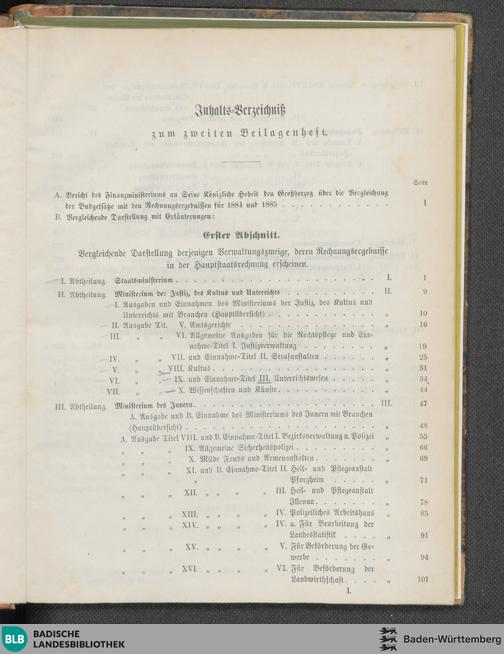 Inhalts-Verzeichniß
zum zweiten Beilagenheft.
Seite
A. Bericht des Finanzministeriums an Seine Königliche Hoheit den Großherzog über die Vergleichung
der Budgetsätze mit den Rechnungsergebnissen für 1884 und 1885 . . . . . . . . . . . . 1
B. Vergleichende Darstellung mit Erläuterungen:
Erster Abschnitt.
Vergleichende Darstellung derjenigen Verwaltungszweige, deren Rechnungsergebnisse
in der Hauptstaatsrechnung erscheinen.
I. Abtheilung. Staatsministerium . . . . . . . . . . . . I. 1
II. Abtheilung. Ministerium der Justiz, des Kultus und Unterrichts . . . . . . II. 9
I. Ausgaben und Einnahmen des Ministeriums der Justiz, des Kultus und
Unterrichts mit Branchen (Hauptübersicht) . . . . . . „ 10
II. Ausgabe Tit. V. Amtsgerichte . . . . . . „ 16
III. „ „ VI. Allgemeine Ausgaben für die Rechtspflege und Ein-
nahme-Titel I. Justizverwaltung . . . . . . „ 19
IV. „ „ VII. und Einnahme-Titel II. Strafanstalten . . . . „ 25
V. „ „ VIII. Kultus . . . . . . „ 31
VI. „ „ IX. und Einnahme-Titel III. Unterrichtswesen . . . . „ 34
VII. „ „ X. Wissenschaften und Künste . . . . . . „ 44
III. Abtheilung. Ministerium des Innern . . . . . . III. 47
A. Ausgabe und B. Einnahme des Ministeriums des Innern mit Branchen
(Hauptübersicht) . . . . . . „ 48
A. Ausgabe Titel VIII. und B. Einnahme-Titel I. Bezirksverwaltung u. Polizei „ 55
„ „ „ IX. Allgemeine Sicherheitspolizei . . . . . . „ 66
„ „ „ X. Milde Fonds und Armenanstalten . . . . . . „ 69
„ „ „ XI. und B. Einnahme-Titel II. Heil- und Pflegeanstalt
Pforzheim . . . . „ 71
„ „ „ XII. „ „ „ „ III. Heil- und Pflegeanstalt
Illenau . . . . „ 78
„ „ „ XIII. „ „ „ „ IV. Polizeiliches Arbeitshaus „ 85
„ „ „ XIV. „ „ „ „ IV. a. Für Bearbeitung der
Landesstatistik . . . . „ 91
„ „ „ XV. „ „ „ „ V. Für Beförderung der Ge-
werbe . . . . „ 94
„ „ „ XVI. „ „ „ „ VI. Für Beförderung der
Landwirthschaft . . . . „ 101
I.
BLB BADISCHE
LANDESBIBLIOTHEK
Baden-Württemberg